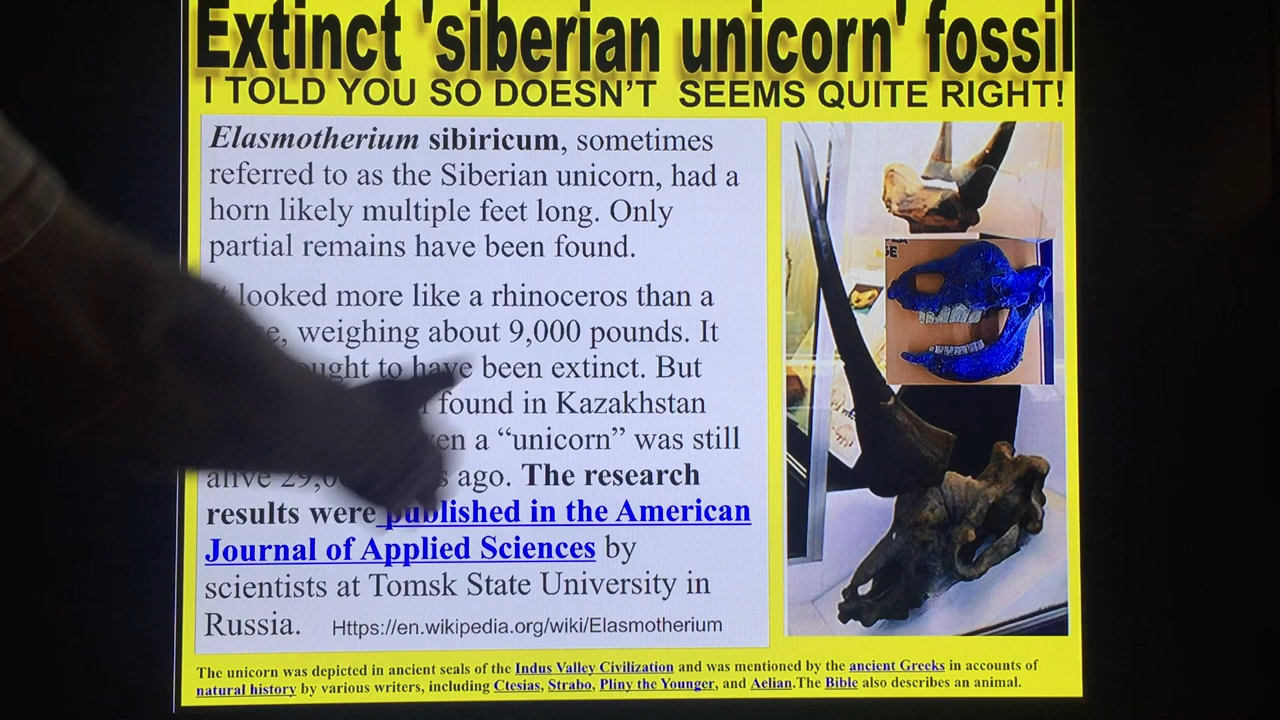 Extinct 'siberian unicorn' fossil
I TOLD YOU SO DOESN'T SEEMS QUITE RIGHT!
Elasmotherium sibiricum, sometimes
referred to as the Siberian unicorn, had a
horn likely multiple feet long. Only
partial remains have been found.
looked more like a rhinoceros than a
weighing about 9,000 pounds. It
to have been extinct. But
found in Kazakhstan
a “unicorn” was still
alive ago. The research
results were published in the American
Journal of Applied Sciences by
scientists at Tomsk State University in
Russia. Https://en.wikipedia.org/wiki/Elasmotherium
The unicorn was depicted in ancient seals of the Indus Valley Civilization and was mentioned by the ancient Greeks in accounts of
natural history by various writers, including Ctesias, Strabo, Pliny the Younger, and Aelian.The Bible also describes an animal.